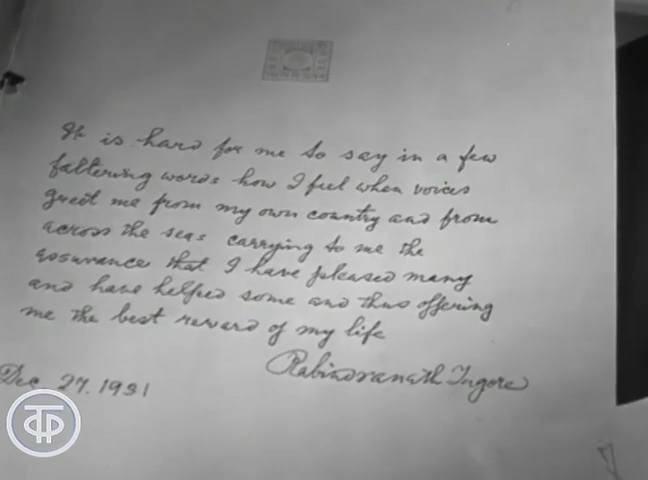 It is hard for me to say in a few
faltering words how I feel when voices
greet me from my own country and from
across the seas carrying to me the
assurance that I have pleased many
and have helped some and thus offering
me the best reward of my life
Rabindranath Tagore
Dec. 27. 1931